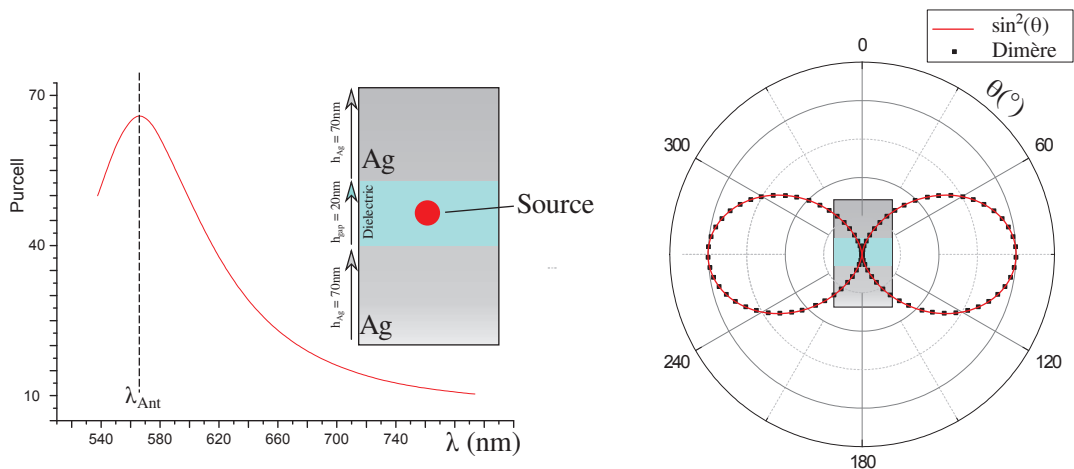 Purcell
70
40
10
540
580
620
660
700
740
λ (nm)
λAnt
hAg = 70nm
Ag
hgap = 20nm
Dielectric
Source
hAg = 70nm
Ag
sin²(θ)
Dimère
θ(°)
0
60
120
180
240
300